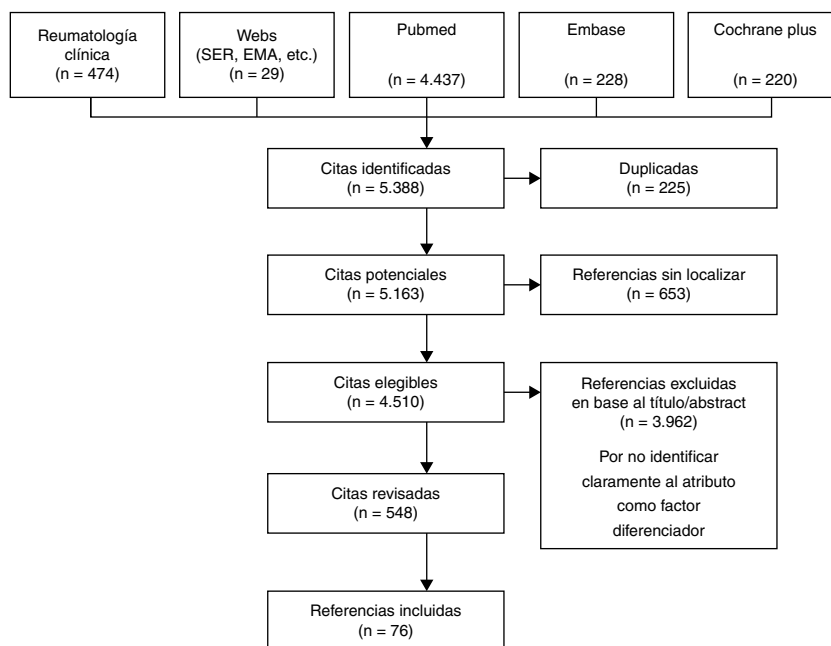 Reumatología
clínica
(n = 474)
Webs
(SER, EMA, etc.)
(n = 29)
Pubmed
(n = 4.437)
Embase
(n = 228)
Cochrane plus
(n = 220)
Citas identificadas
(n = 5.388)
Duplicadas
(n = 225)
Citas potenciales
(n = 5.163)
Referencias sin localizar
(n = 653)
Citas elegibles
(n = 4.510)
Referencias excluidas
en base al título/abstract
(n = 3.962)
Por no identificar
claramente al atributo
como factor
diferenciador
Citas revisadas
(n = 548)
Referencias incluidas
(n = 76)